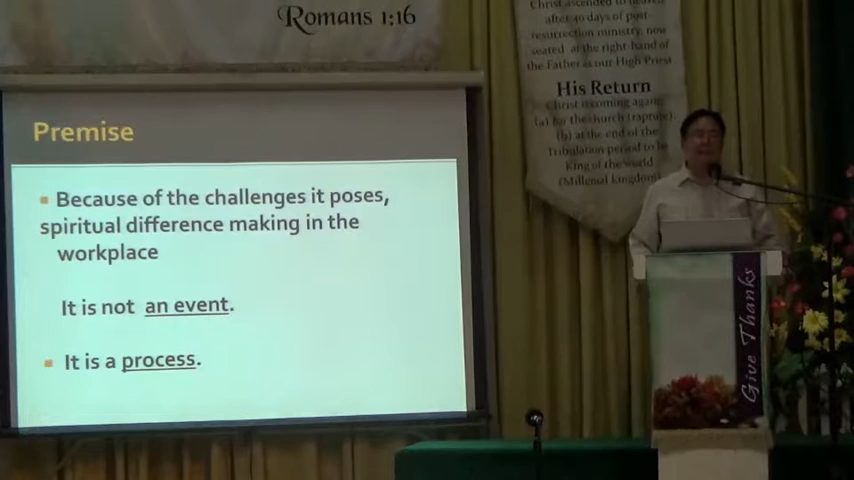 Romans 1:16
Christ ascended to heaven
after 40 days of post-
resurrection ministry, now
seated at the right hand of
the Father as our High Priest
His Return
Christ is coming again
(a) for the church (rapture)
(b) at the end of the
Tribulation period to be
King of the world
(Millennial kingdom)
Premise
Because of the challenges it poses,
spiritual difference making in the
workplace
It is not an event.
It is a process.
Give Thanks